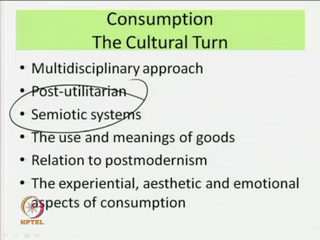 Consumption
The Cultural Turn
• Multidisciplinary approach
• Post-utilitarian
• Semiotic systems
• The use and meanings of goods
• Relation to postmodernism
• The experiential, aesthetic and emotional
aspects of consumption
NPTEL